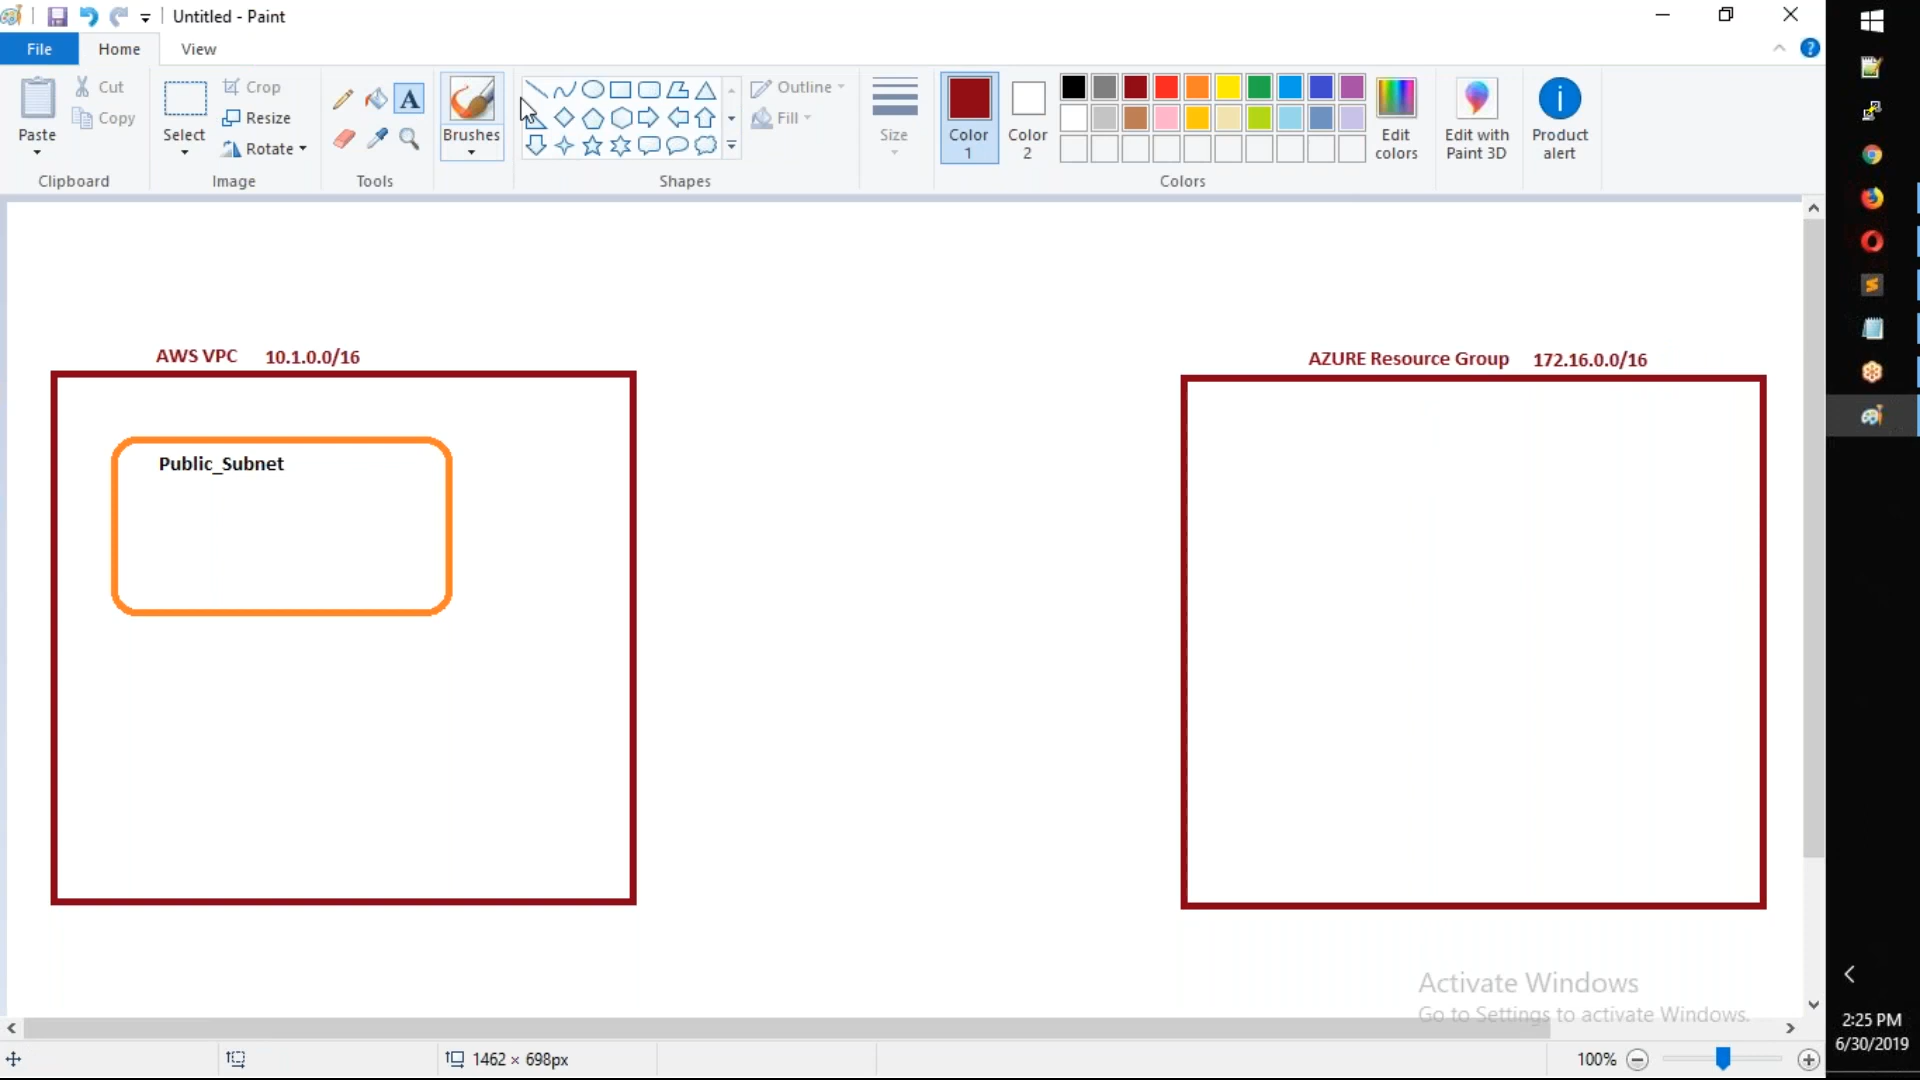 Untitled - Paint
File Home View
Paste Cut Copy Clipboard
Select Crop Resize Rotate Image
A
Tools
Brushes
Shapes
Outline
Fill
Size
Color 1
Color 2
Edit colors
Colors
Edit with Paint 3D
Product alert
AWS VPC 10.1.0.0/16
AZURE Resource Group 172.16.0.0/16
Public_Subnet
Activate Windows
Go to Settings to activate Windows.
1462 × 698px
100%
2:25 PM
6/30/2019